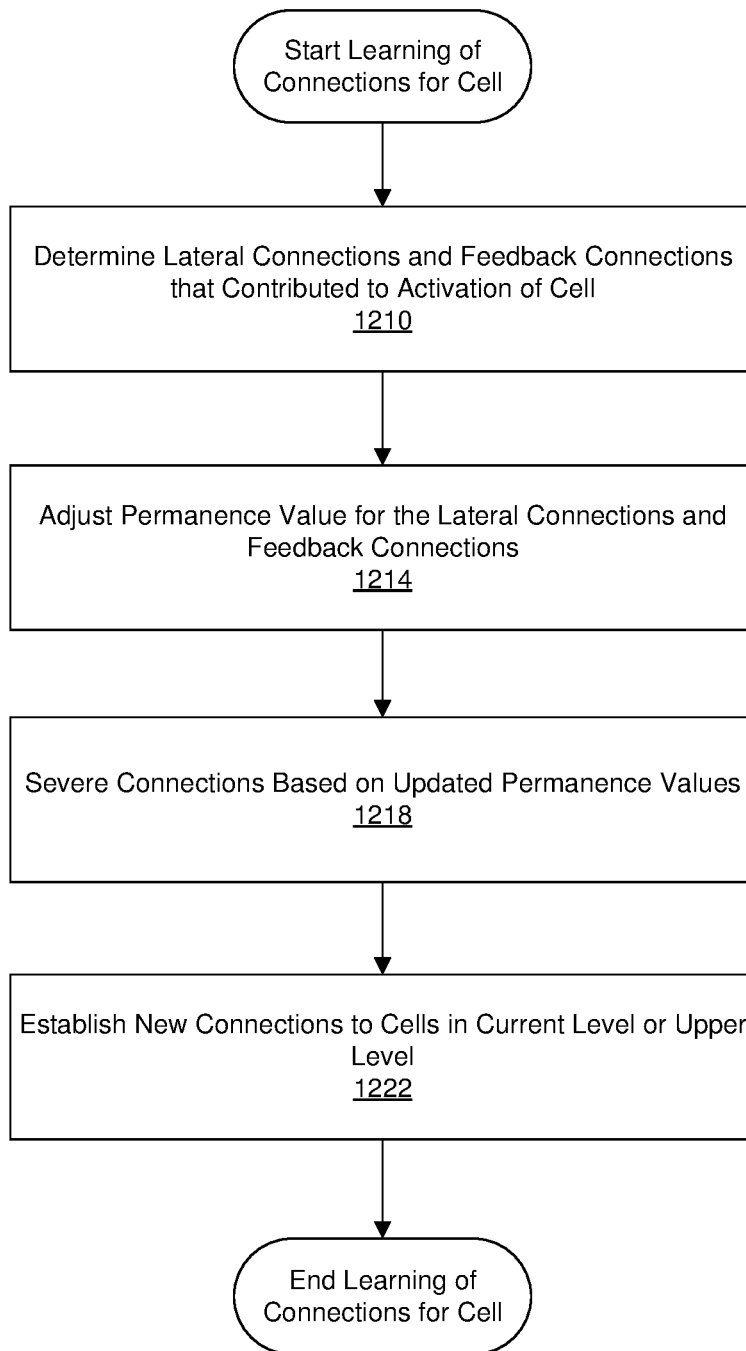 Start Learning of
Connections for Cell
Determine Lateral Connections and Feedback Connections
that Contributed to Activation of Cell
1210
Adjust Permanence Value for the Lateral Connections and
Feedback Connections
1214
Severe Connections Based on Updated Permanence Values
1218
Establish New Connections to Cells in Current Level or Upper
Level
1222
End Learning of
Connections for Cell